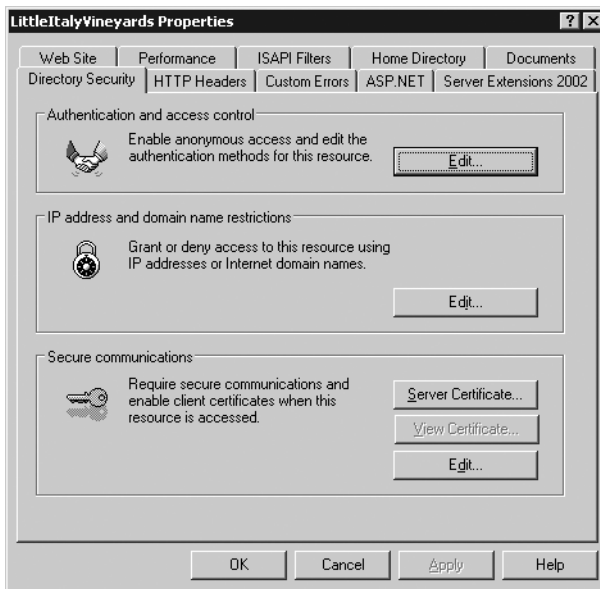 LittleItalyVineyards Properties
Web Site Performance ISAPI Filters Home Directory Documents
Directory Security HTTP Headers Custom Errors ASP.NET Server Extensions 2002
Authentication and access control
Enable anonymous access and edit the
authentication methods for this resource.
Edit...
IP address and domain name restrictions
Grant or deny access to this resource using
IP addresses or Internet domain names.
Edit...
Secure communications
Require secure communications and
enable client certificates when this
resource is accessed.
Server Certificate...
View Certificate...
Edit...
OK Cancel Apply Help